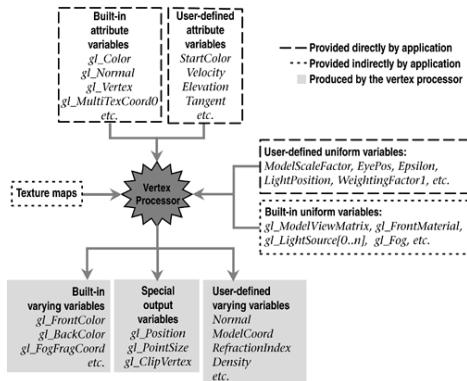 Built-in
attribute
variables
gl_Color
gl_Normal
gl_Vertex
gl_MultiTexCoord0
etc.
User-defined
attribute
variables
StartColor
Velocity
Elevation
Tangent
etc.
Provided directly by application
Provided indirectly by application
Produced by the vertex processor
Texture maps
Vertex
Processor
User-defined uniform variables:
ModelScaleFactor, EyePos, Epsilon,
LightPosition, WeightingFactor1, etc.
Built-in uniform variables:
gl_ModelViewMatrix, gl_FrontMaterial,
gl_LightSource[0..n], gl_Fog, etc.
Built-in
varying variables
gl_FrontColor
gl_BackColor
gl_FogFragCoord
etc.
Special
output
variables
gl_Position
gl_PointSize
gl_ClipVertex
User-defined
varying variables
Normal
ModelCoord
RefractionIndex
Density
etc.